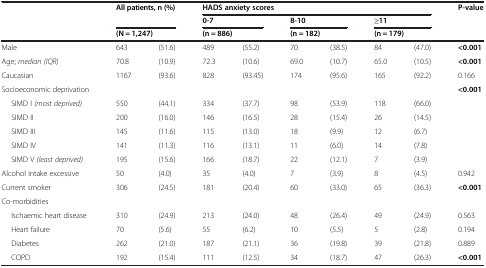 All patients, n (%) HADS anxiety scores P-value
0-7 8-10 ≥11
(N = 1,247) (n = 886) (n = 182) (n = 179)
Male 643 (51.6) 489 (55.2) 70 (38.5) 84 (47.0) <0.001
Age; median (IQR) 70.8 (10.9) 72.3 (10.6) 69.0 (10.7) 65.0 (10.5) <0.001
Caucasian 1167 (93.6) 828 (93.45) 174 (95.6) 165 (92.2) 0.166
Socioeconomic deprivation <0.001
SIMD I (most deprived) 550 (44.1) 334 (37.7) 98 (53.9) 118 (66.0)
SIMD II 200 (16.0) 146 (16.5) 28 (15.4) 26 (14.5)
SIMD III 145 (11.6) 115 (13.0) 18 (9.9) 12 (6.7)
SIMD IV 141 (11.3) 116 (13.1) 11 (6.0) 14 (7.8)
SIMD V (least deprived) 195 (15.6) 166 (18.7) 22 (12.1) 7 (3.9)
Alcohol intake excessive 50 (4.0) 35 (4.0) 7 (3.9) 8 (4.5) 0.942
Current smoker 306 (24.5) 181 (20.4) 60 (33.0) 65 (36.3) <0.001
Co-morbidities
Ischaemic heart disease 310 (24.9) 213 (24.0) 48 (26.4) 49 (24.9) 0.563
Heart failure 70 (5.6) 55 (6.2) 10 (5.5) 5 (2.8) 0.194
Diabetes 262 (21.0) 187 (21.1) 36 (19.8) 39 (21.8) 0.889
COPD 192 (15.4) 111 (12.5) 34 (18.7) 47 (26.3) <0.001